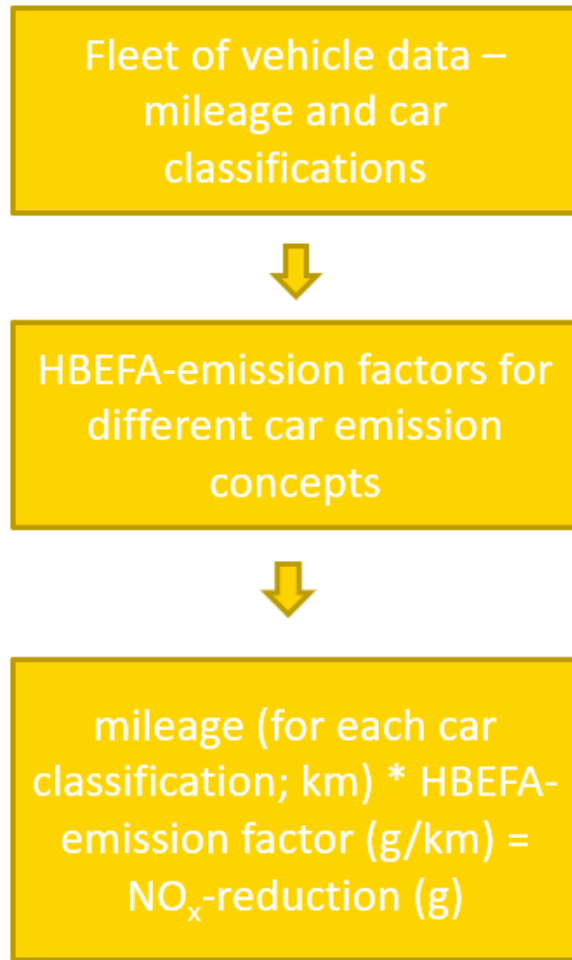 Fleet of vehicle data –
mileage and car
classifications
HBEFA-emission factors for
different car emission
concepts
mileage (for each car
classification; km) * HBEFA-
emission factor (g/km) =
NOₓ-reduction (g)